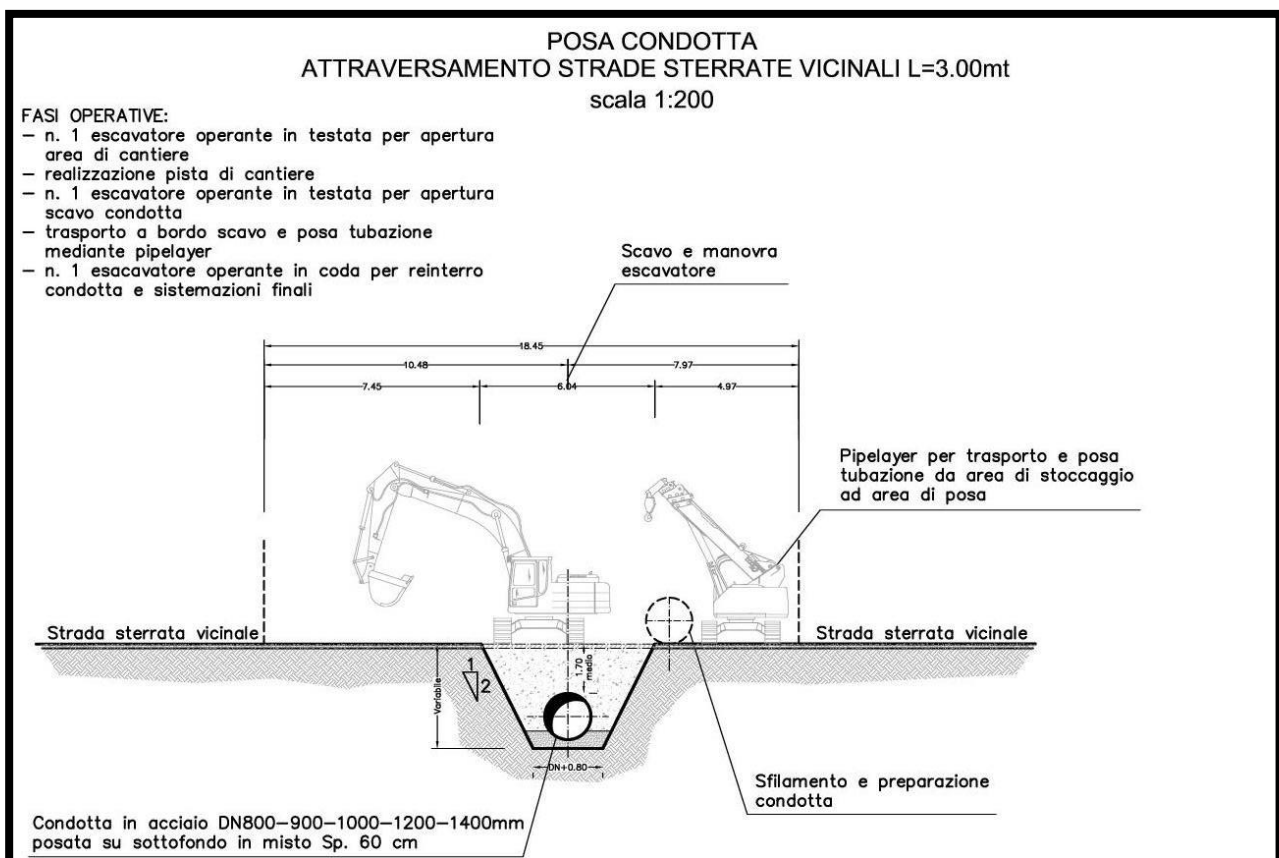 POSA CONDOTTA
ATTRAVERSAMENTO STRADE STERRATE VICINALI L=3.00mt
scala 1:200
FASI OPERATIVE:
– n. 1 escavatore operante in testata per apertura
area di cantiere
– realizzazione pista di cantiere
– n. 1 escavatore operante in testata per apertura
scavo condotta
– trasporto a bordo scavo e posa tubazione
mediante pipelayer
– n. 1 esacavatore operante in coda per reinterro
condotta e sistemazioni finali
Scavo e manovra
escavatore
18.45
10.48
7.97
7.45
6.04
4.97
Pipelayer per trasporto e posa
tubazione da area di stoccaggio
ad area di posa
Strada sterrata vicinale
Strada sterrata vicinale
1
2
Variabile
1.70
medio
DN+0.80
Sfilamento e preparazione
condotta
Condotta in acciaio DN800–900–1000–1200–1400mm
posata su sottofondo in misto Sp. 60 cm